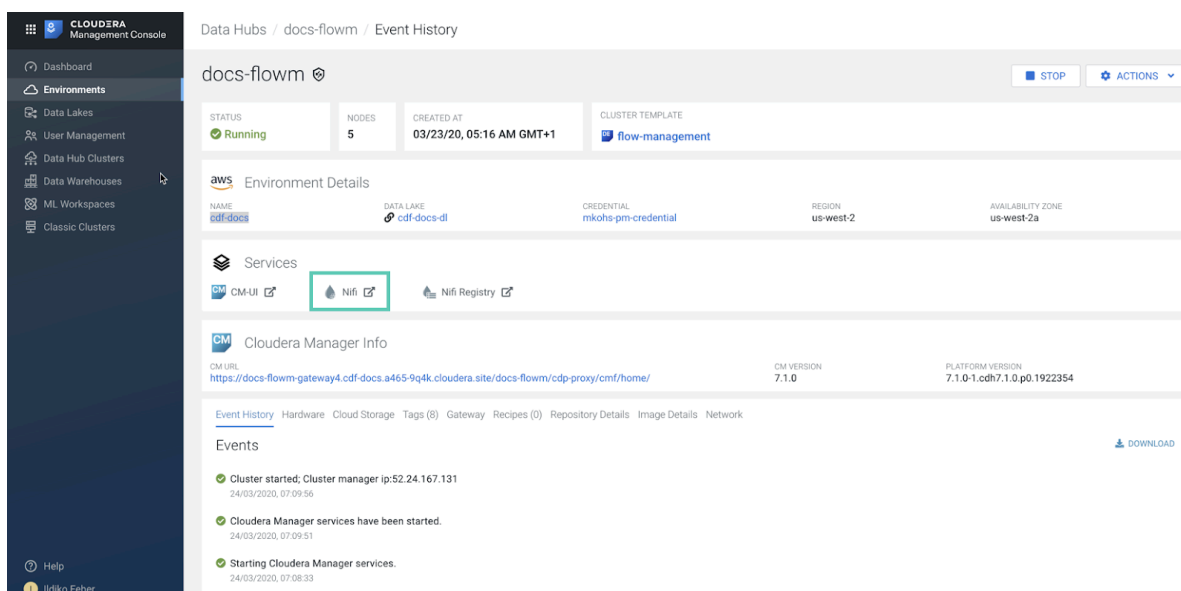 CLOUDERA
Management Console
Dashboard
Environments
Data Lakes
User Management
Data Hub Clusters
Data Warehouses
ML Workspaces
Classic Clusters
Help
Ildiko Feher
Data Hubs / docs-flowm / Event History
docs-flowm
STOP
ACTIONS
STATUS
Running
NODES
5
CREATED AT
03/23/20, 05:16 AM GMT+1
CLUSTER TEMPLATE
DE flow-management
aws Environment Details
NAME
cdf-docs
DATA LAKE
cdf-docs-dl
CREDENTIAL
mkohs-pm-credential
REGION
us-west-2
AVAILABILITY ZONE
us-west-2a
Services
CM CM-UI
Nifi
Nifi Registry
CM Cloudera Manager Info
CM URL
https://docs-flowm-gateway4.cdf-docs.a465-9q4k.cloudera.site/docs-flowm/cdp-proxy/cmf/home/
CM VERSION
7.1.0
PLATFORM VERSION
7.1.0-1.cdh7.1.0.p0.1922354
Event History Hardware Cloud Storage Tags (8) Gateway Recipes (0) Repository Details Image Details Network
Events
DOWNLOAD
Cluster started; Cluster manager ip:52.24.167.131
24/03/2020, 07:09:56
Cloudera Manager services have been started.
24/03/2020, 07:09:51
Starting Cloudera Manager services.
24/03/2020, 07:08:33